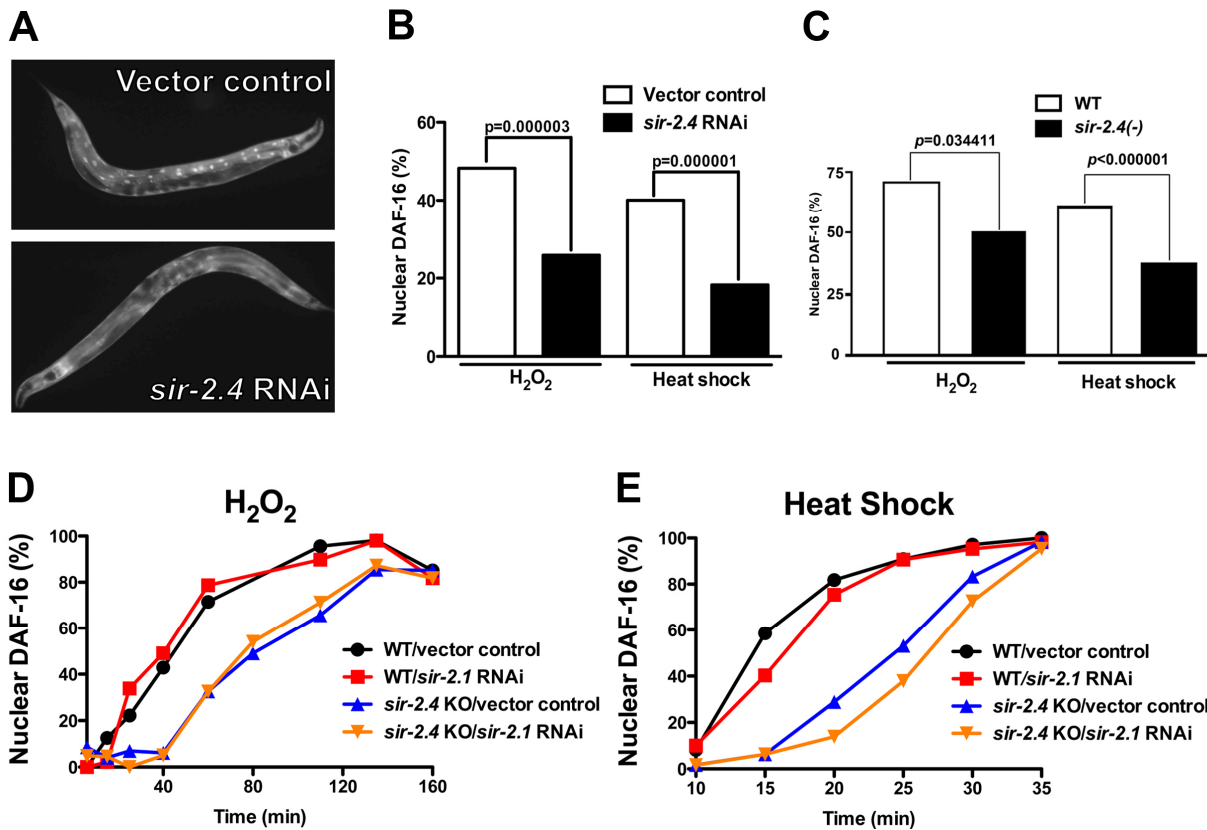 A
Vector control
sir-2.4 RNAi
B
Vector control
sir-2.4 RNAi
Nuclear DAF-16 (%)
60
40
20
0
p=0.000003
p=0.000001
H₂O₂
Heat shock
C
WT
sir-2.4(-)
Nuclear DAF-16 (%)
75
50
25
0
p=0.034411
p<0.000001
H₂O₂
Heat shock
D
H₂O₂
Nuclear DAF-16 (%)
100
80
60
40
20
0
WT/vector control
WT/sir-2.1 RNAi
sir-2.4 KO/vector control
sir-2.4 KO/sir-2.1 RNAi
40 80 120 160
Time (min)
E
Heat Shock
Nuclear DAF-16 (%)
100
80
60
40
20
0
WT/vector control
WT/sir-2.1 RNAi
sir-2.4 KO/vector control
sir-2.4 KO/sir-2.1 RNAi
10 15 20 25 30 35
Time (min)